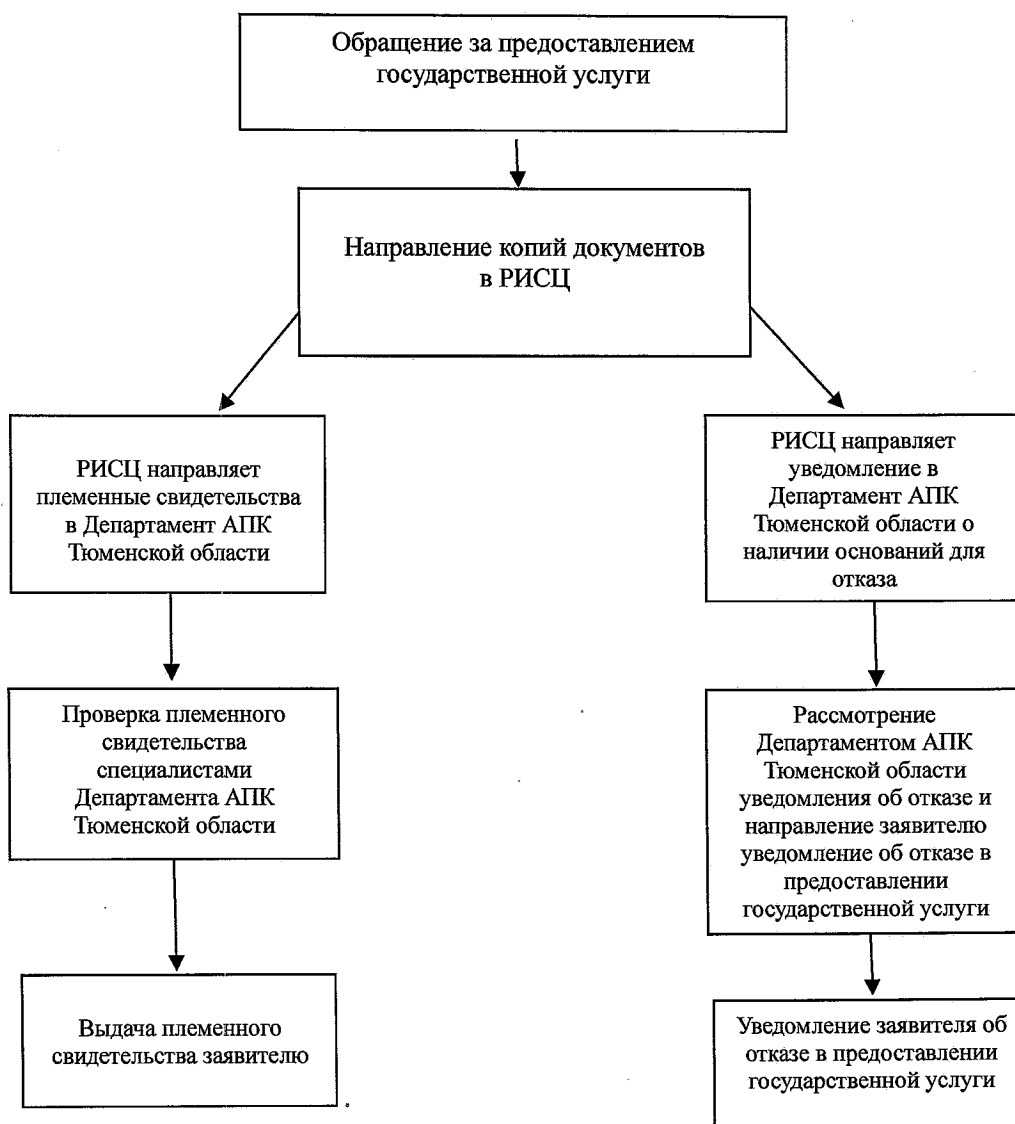 Обращение за предоставлением
государственной услуги
Направление копий документов
в РИСЦ
РИСЦ направляет
племенные свидетельства
в Департамент АПК
Тюменской области
РИСЦ направляет
уведомление в
Департамент АПК
Тюменской области о
наличии оснований для
отказа
Проверка племенного
свидетельства
специалистами
Департамента АПК
Тюменской области
Рассмотрение
Департаментом АПК
Тюменской области
уведомления об отказе и
направление заявителю
уведомление об отказе в
предоставлении
государственной услуги
Выдача племенного
свидетельства заявителю
Уведомление заявителя об
отказе в предоставлении
государственной услуги